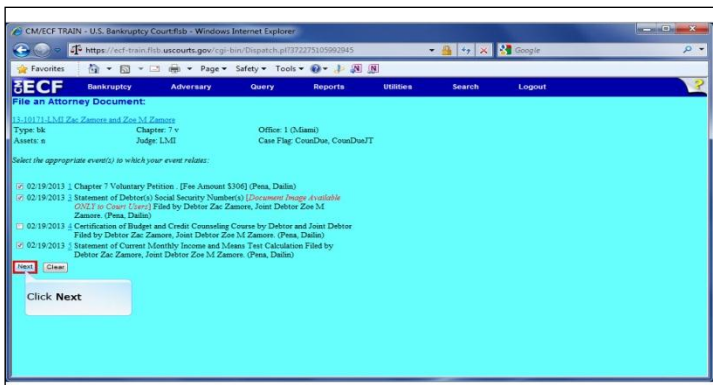 CM/ECF TRAIN - U.S. Bankruptcy Court:flsb - Windows Internet Explorer
https://ecf-train.flsb.uscourts.gov/cgi-bin/Dispatch.pl?372275105992945
Google
Favorites Page Safety Tools
ECF Bankruptcy Adversary Query Reports Utilities Search Logout ?
File an Attorney Document:
13-10171-LMI Zac Zamore and Zoe M Zamore
Type: bk Chapter: 7 v Office: 1 (Miami)
Assets: n Judge: LMI Case Flag: CounDue, CounDueJT
Select the appropriate event(s) to which your event relates:
02/19/2013 1 Chapter 7 Voluntary Petition . [Fee Amount $306] (Pena, Dailin)
02/19/2013 3 Statement of Debtor(s) Social Security Number(s) [Document Image Available
ONLY to Court Users] Filed by Debtor Zac Zamore, Joint Debtor Zoe M
Zamore. (Pena, Dailin)
02/19/2013 4 Certification of Budget and Credit Counseling Course by Debtor and Joint Debtor
Filed by Debtor Zac Zamore, Joint Debtor Zoe M Zamore. (Pena, Dailin)
02/19/2013 5 Statement of Current Monthly Income and Means Test Calculation Filed by
Debtor Zac Zamore, Joint Debtor Zoe M Zamore. (Pena, Dailin)
Next Clear
Click Next